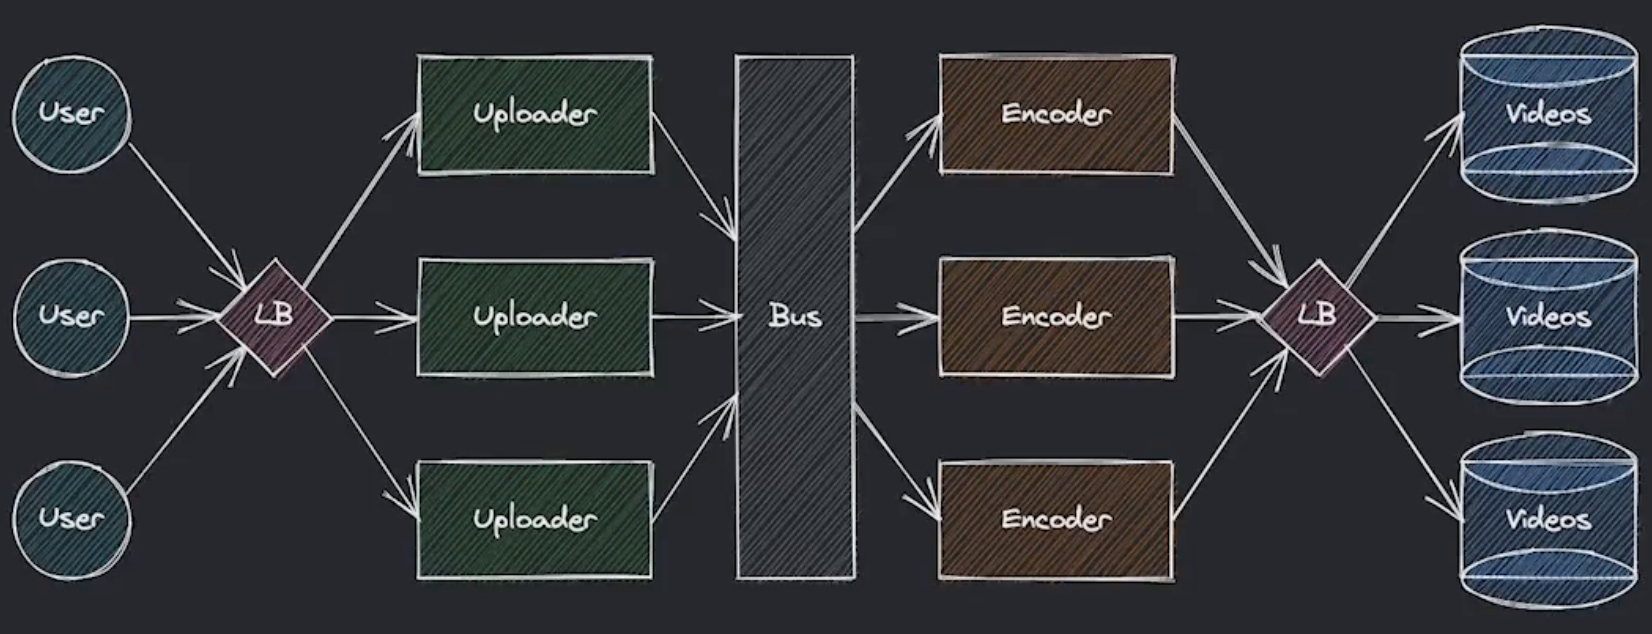 User
User
User
LB
Uploader
Uploader
Uploader
Bus
Encoder
Encoder
Encoder
LB
Videos
Videos
Videos